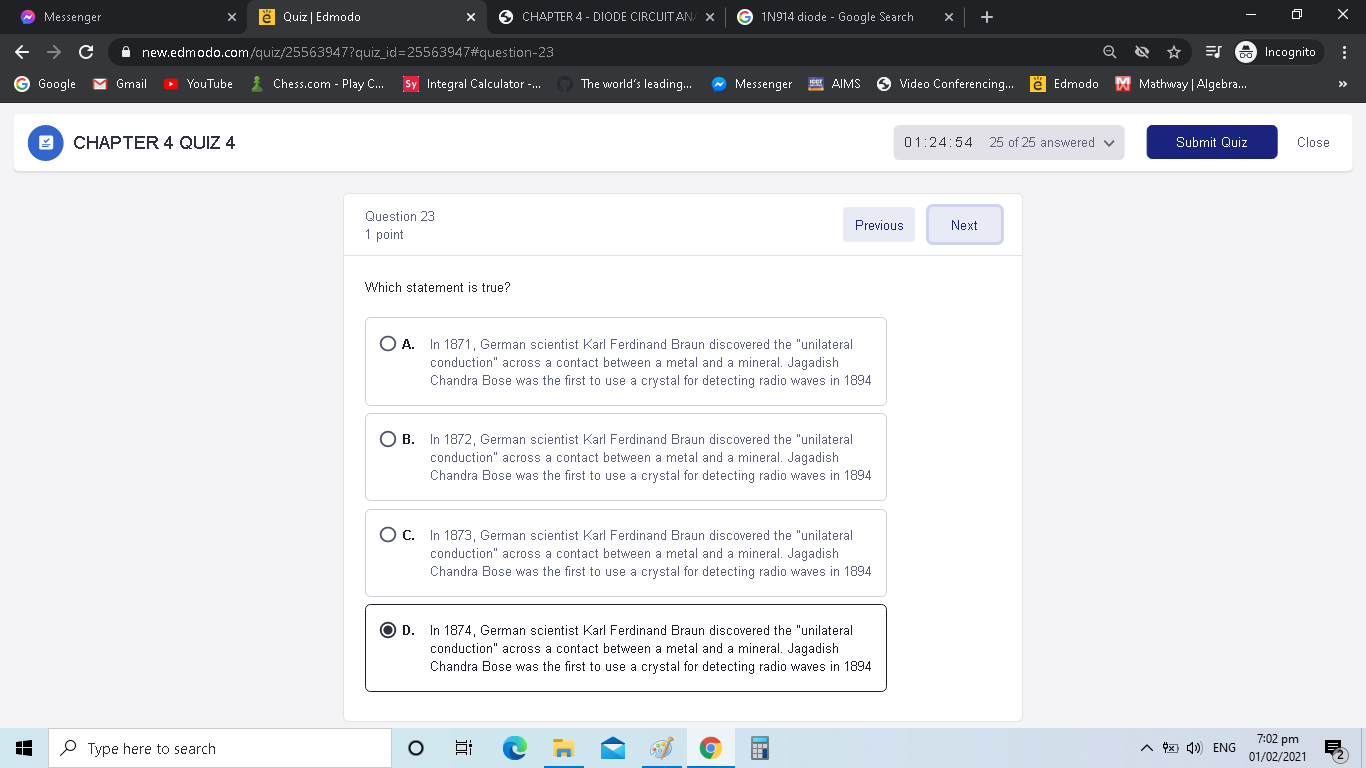 Messenger
Quiz | Edmodo
CHAPTER 4 - DIODE CIRCUIT ANA
1N914 diode - Google Search
new.edmodo.com/quiz/25563947?quiz_id=25563947#question-23
Incognito
Google
Gmail
YouTube
Chess.com - Play C...
Sy
Integral Calculator -...
The world's leading...
Messenger
AIMS
Video Conferencing...
Edmodo
Mathway | Algebra...
»
CHAPTER 4 QUIZ 4
01:24:54
25 of 25 answered
Submit Quiz
Close
Question 23
1 point
Previous
Next
Which statement is true?
A. In 1871, German scientist Karl Ferdinand Braun discovered the "unilateral
conduction" across a contact between a metal and a mineral. Jagadish
Chandra Bose was the first to use a crystal for detecting radio waves in 1894
B. In 1872, German scientist Karl Ferdinand Braun discovered the "unilateral
conduction" across a contact between a metal and a mineral. Jagadish
Chandra Bose was the first to use a crystal for detecting radio waves in 1894
C. In 1873, German scientist Karl Ferdinand Braun discovered the "unilateral
conduction" across a contact between a metal and a mineral. Jagadish
Chandra Bose was the first to use a crystal for detecting radio waves in 1894
D. In 1874, German scientist Karl Ferdinand Braun discovered the "unilateral
conduction" across a contact between a metal and a mineral. Jagadish
Chandra Bose was the first to use a crystal for detecting radio waves in 1894
Type here to search
ENG
7:02 pm
01/02/2021
2